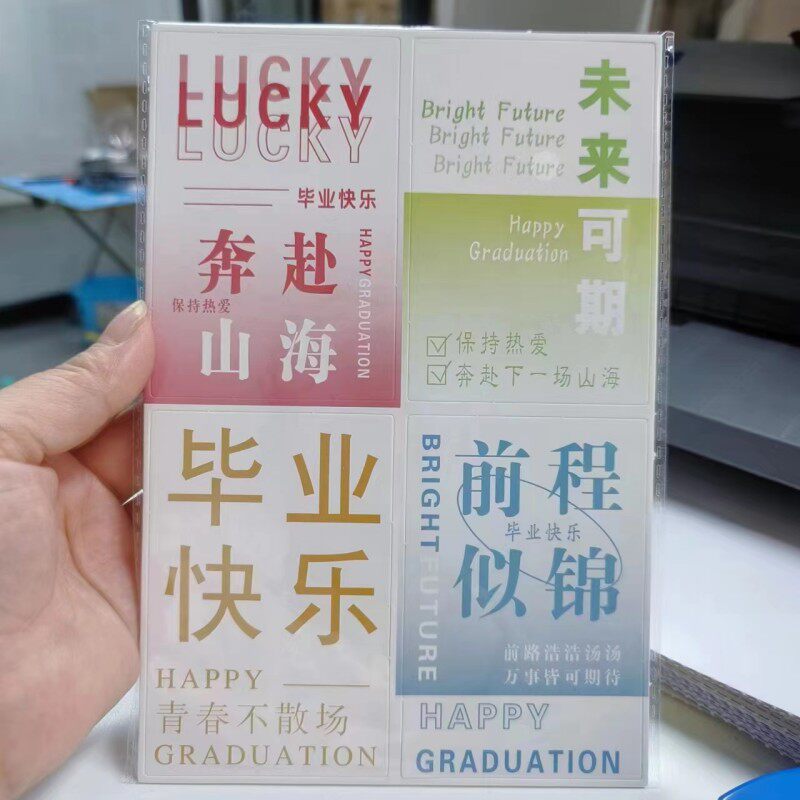 LUCKY
LUCKY
LUCKY
毕业快乐
奔赴
保持热爱
山海
HAPPY GRADUATION
Bright Future
Bright Future
Bright Future
未来可期
Happy
Graduation
保持热爱
奔赴下一场山海
毕业
快乐
HAPPY
青春不散场
GRADUATION
BRIGHT FUTURE
前程
毕业快乐
似锦
前路浩浩汤汤
万事皆可期待
HAPPY
GRADUATION